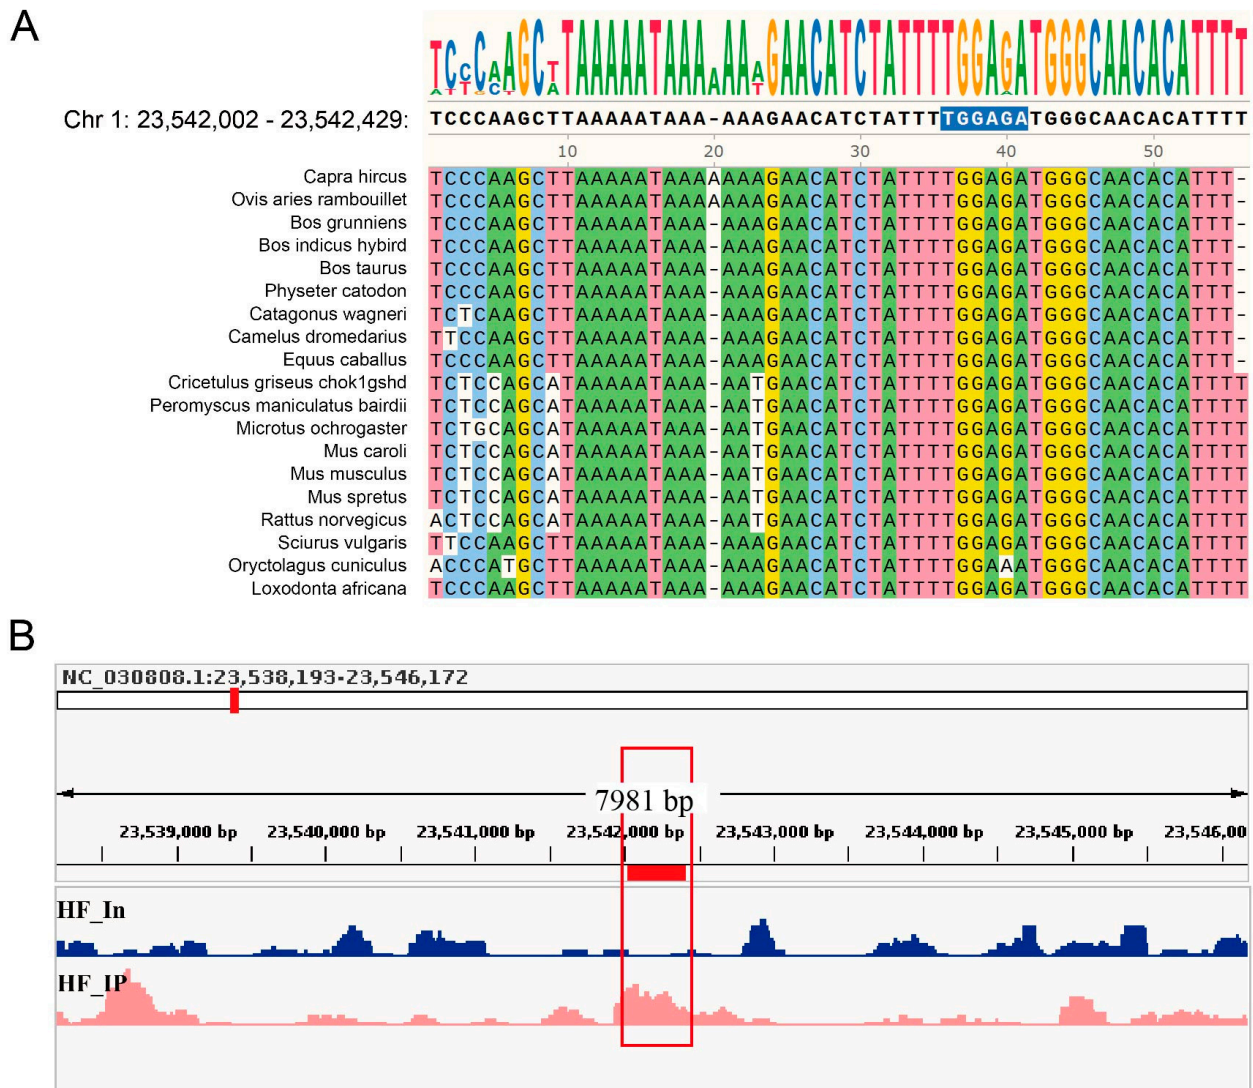 A
TCCCAAGCTTAAAAATAAAAAAAGAACATCTATTTTGGAGATGGGCAACACATTTT
Chr 1: 23,542,002 - 23,542,429: TCCCAAGCTTAAAAATAAA-AAAGAACATCTATTTTGGAGATGGGCAACACATTTT
10 20 30 40 50
Capra hircus TCCCAAGCTTAAAAATAAAAAAAGAACATCTATTTTGGAGATGGGCAACACATTT-
Ovis aries rambouillet TCCCAAGCTTAAAAATAAAAAAAGAACATCTATTTTGGAGATGGGCAACACATTT-
Bos grunniens TCCCAAGCTTAAAAATAAA-AAAGAACATCTATTTTGGAGATGGGCAACACATTT-
Bos indicus hybird TCCCAAGCTTAAAAATAAA-AAAGAACATCTATTTTGGAGATGGGCAACACATTT-
Bos taurus TCCCAAGCTTAAAAATAAA-AAAGAACATCTATTTTGGAGATGGGCAACACATTT-
Physeter catodon TCCCAAGCTTAAAAATAAA-AAAGAACATCTATTTTGGAGATGGGCAACACATTT-
Catagonus wagneri TCTCAAGCTTAAAAATAAA-AAAGAACATCTATTTTGGAGATGGGCAACACATTT-
Camelus dromedarius TTCCAAGCTTAAAAATAAA-AAAGAACATCTATTTTGGAGATGGGCAACACATTT-
Equus caballus TCCCAAGCTTAAAAATAAA-AAAGAACATCTATTTTGGAGATGGGCAACACATTT-
Cricetulus griseus chok1gshd TCTCCAGCATAAAAATAAA-AATGAACATCTATTTTGGAGATGGGCAACACATTTT
Peromyscus maniculatus bairdii TCTCCAGCATAAAAATAAA-AATGAACATCTATTTTGGAGATGGGCAACACATTTT
Microtus ochrogaster TCTGCAGCATAAAAATAAA-AATGAACATCTATTTTGGAGATGGGCAACACATTTT
Mus caroli TCTCCAGCATAAAAATAAA-AATGAACATCTATTTTGGAGATGGGCAACACATTTT
Mus musculus TCTCCAGCATAAAAATAAA-AATGAACATCTATTTTGGAGATGGGCAACACATTTT
Mus spretus TCTCCAGCATAAAAATAAA-AATGAACATCTATTTTGGAGATGGGCAACACATTTT
Rattus norvegicus ACTCCAGCATAAAAATAAA-AATGAACATCTATTTTGGAGATGGGCAACACATTTT
Sciurus vulgaris TTCCAAGCTTAAAAATAAA-AAAGAACATCTATTTTGGAGATGGGCAACACATTTT
Oryctolagus cuniculus ACCCATGCTTAAAAATAAA-AAAGAACATCTATTTTGGAAATGGGCAACACATTTT
Loxodonta africana TCCCAAGCTTAAAAATAAA-AAAGAACATCTATTTTGGAGATGGGCAACACATTTT
B
NC_030808.1:23,538,193-23,546,172
7981 bp
23,539,000 bp 23,540,000 bp 23,541,000 bp 23,542,000 bp 23,543,000 bp 23,544,000 bp 23,545,000 bp 23,546,00
HF_In
HF_IP